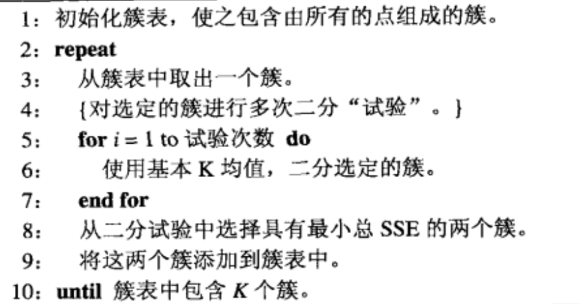 1：初始化簇表，使之包含由所有的点组成的簇。
2：repeat
3：从簇表中取出一个簇。
4：{对选定的簇进行多次二分“试验”。}
5：for i = 1 to 试验次数 do
6：使用基本 K 均值，二分选定的簇。
7：end for
8：从二分试验中选择具有最小总 SSE 的两个簇。
9：将这两个簇添加到簇表中。
10：until 簇表中包含 K 个簇。